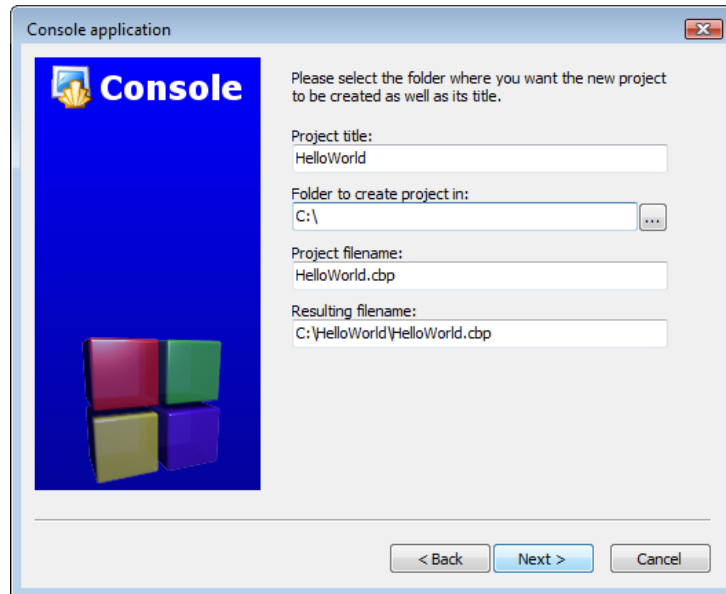 Console application
Console
Please select the folder where you want the new project
to be created as well as its title.
Project title:
HelloWorld
Folder to create project in:
C:\
...
Project filename:
HelloWorld.cbp
Resulting filename:
C:\HelloWorld\HelloWorld.cbp
< Back
Next >
Cancel